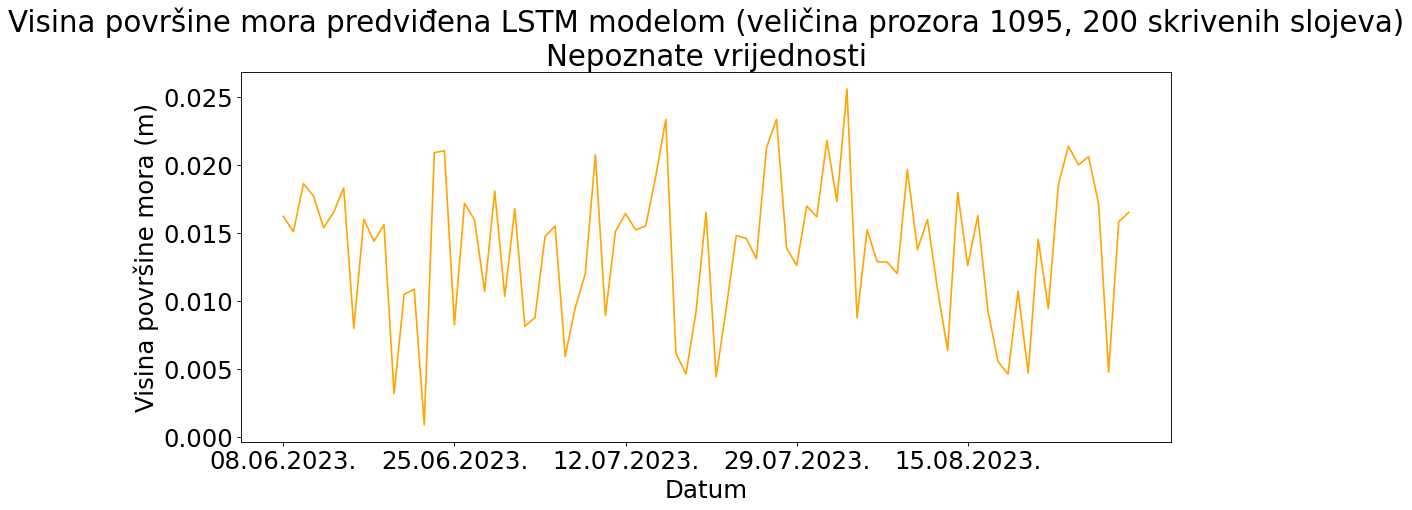 Visina površine mora predviđena LSTM modelom (veličina prozora 1095, 200 skrivenih slojeva)
Nepoznate vrijednosti
Visina površine mora (m)
0.025
0.020
0.015
0.010
0.005
0.000
08.06.2023. 25.06.2023. 12.07.2023. 29.07.2023. 15.08.2023.
Datum